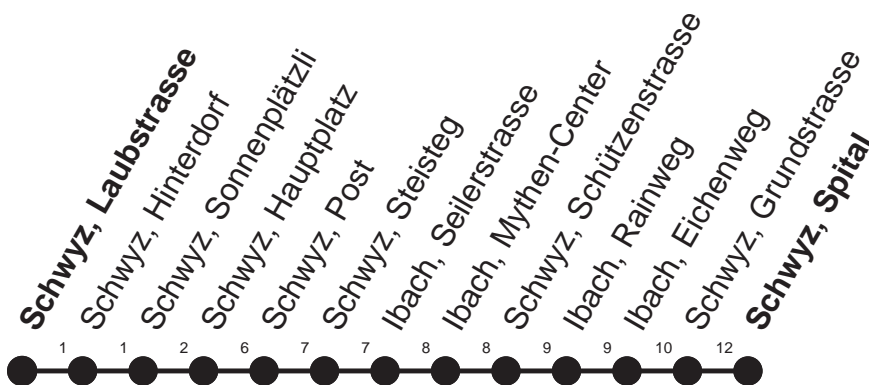 Schwyz, Laubstrasse
Schwyz, Hinterdorf
Schwyz, Sonnenplätzli
Schwyz, Hauptplatz
Schwyz, Post
Schwyz, Steisteg
Ibach, Seilerstrasse
Ibach, Mythen-Center
Schwyz, Schützenstrasse
Ibach, Rainweg
Ibach, Eichenweg
Schwyz, Grundstrasse
Schwyz, Spital
1 1 2 6 7 7 8 8 9 9 10 12